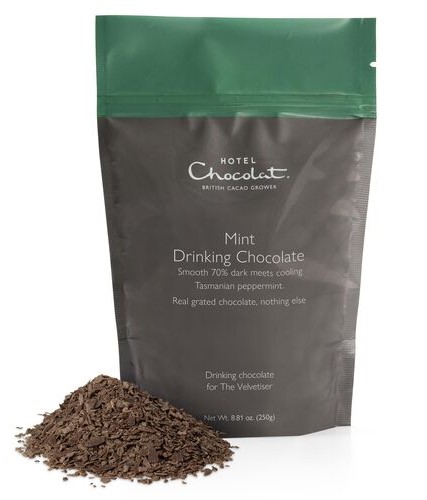 HOTEL
Chocolat.
BRITISH CACAO GROWER
Mint
Drinking Chocolate
Smooth 70% dark meets cooling
Tasmanian peppermint.
Real grated chocolate, nothing else
Drinking chocolate
for The Velvetiser
Net Wt. 8.81 oz. (250g)